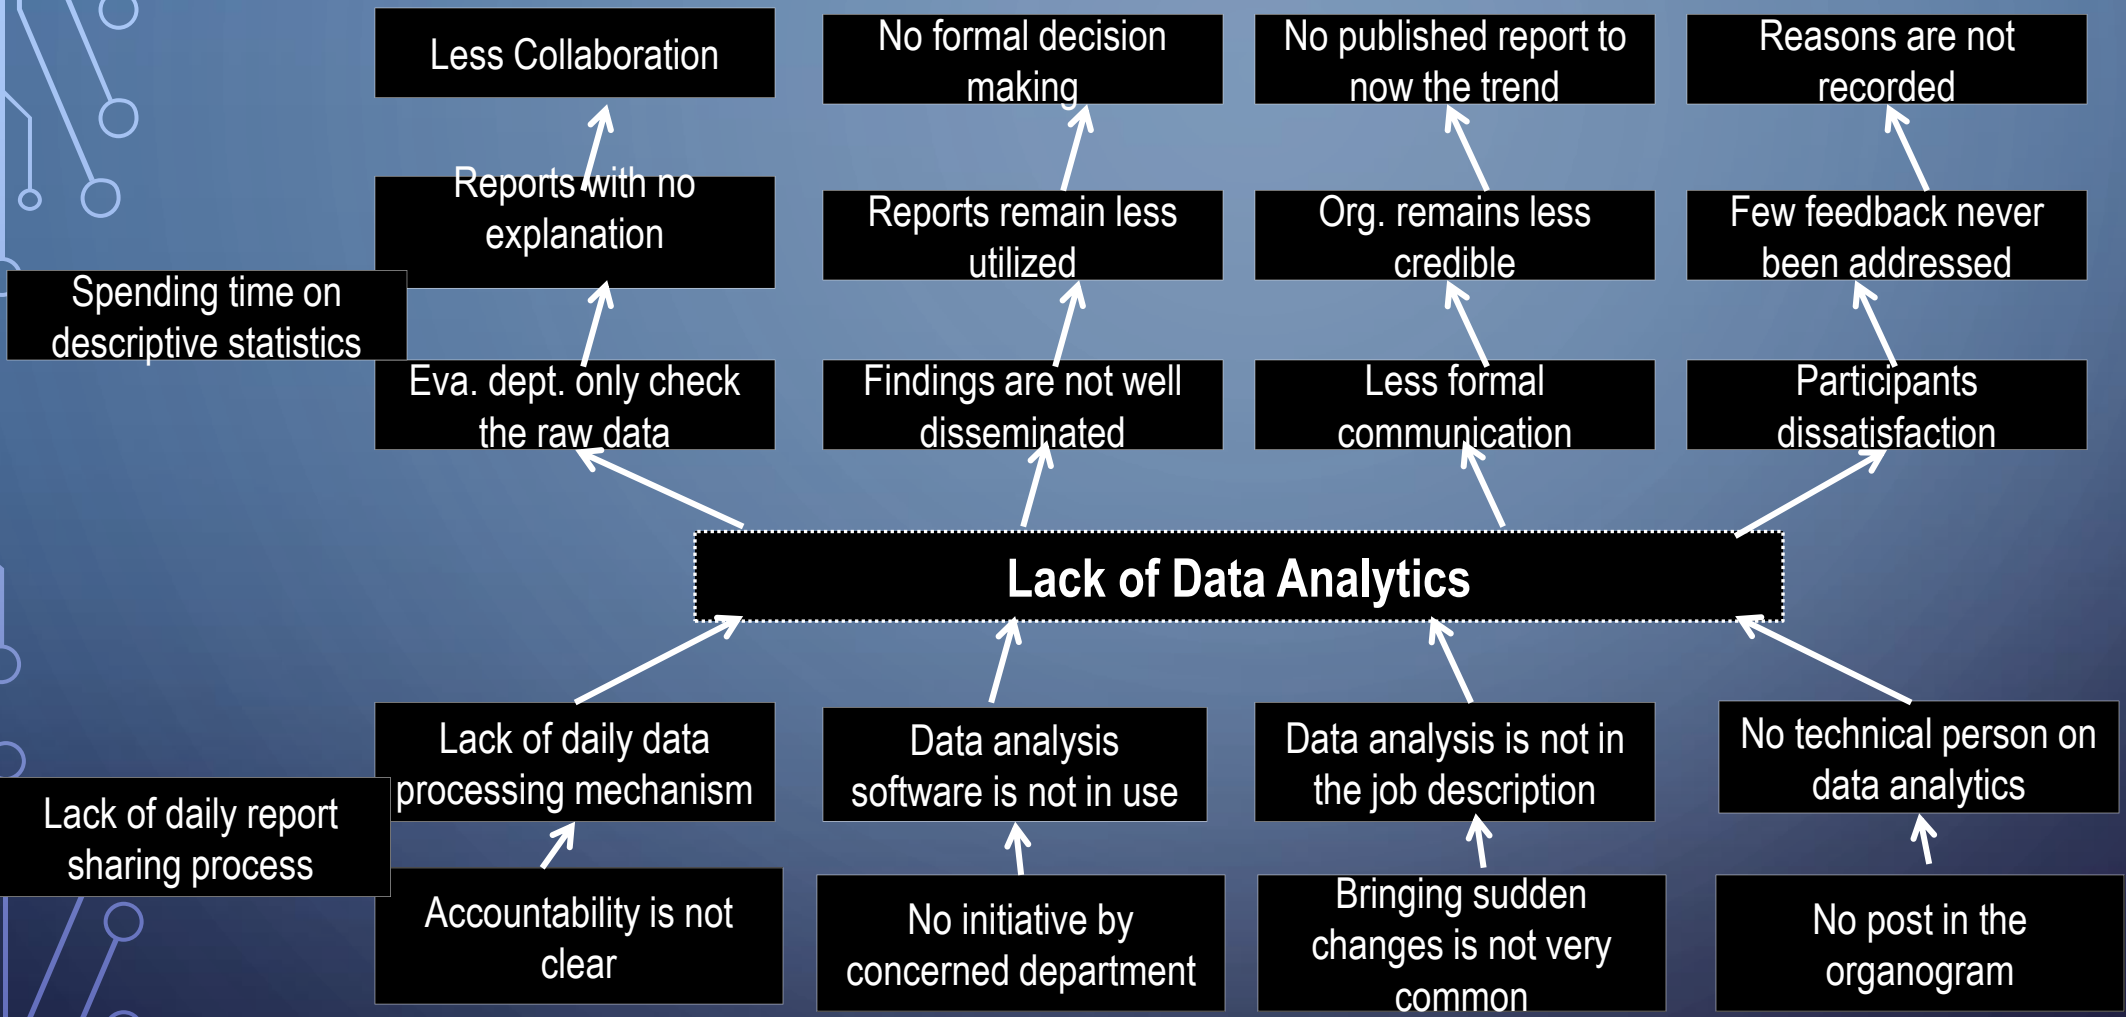 Less Collaboration
No formal decision
making
No published report to
now the trend
Reasons are not
recorded
Reports with no
explanation
Reports remain less
utilized
Org. remains less
credible
Few feedback never
been addressed
Spending time on
descriptive statistics
Eva. dept. only check
the raw data
Findings are not well
disseminated
Less formal
communication
Participants
dissatisfaction
Lack of Data Analytics
Lack of daily data
processing mechanism
Data analysis
software is not in use
Data analysis is not in
the job description
No technical person on
data analytics
Lack of daily report
sharing process
Accountability is not
clear
No initiative by
concerned department
Bringing sudden
changes is not very
common
No post in the
organogram